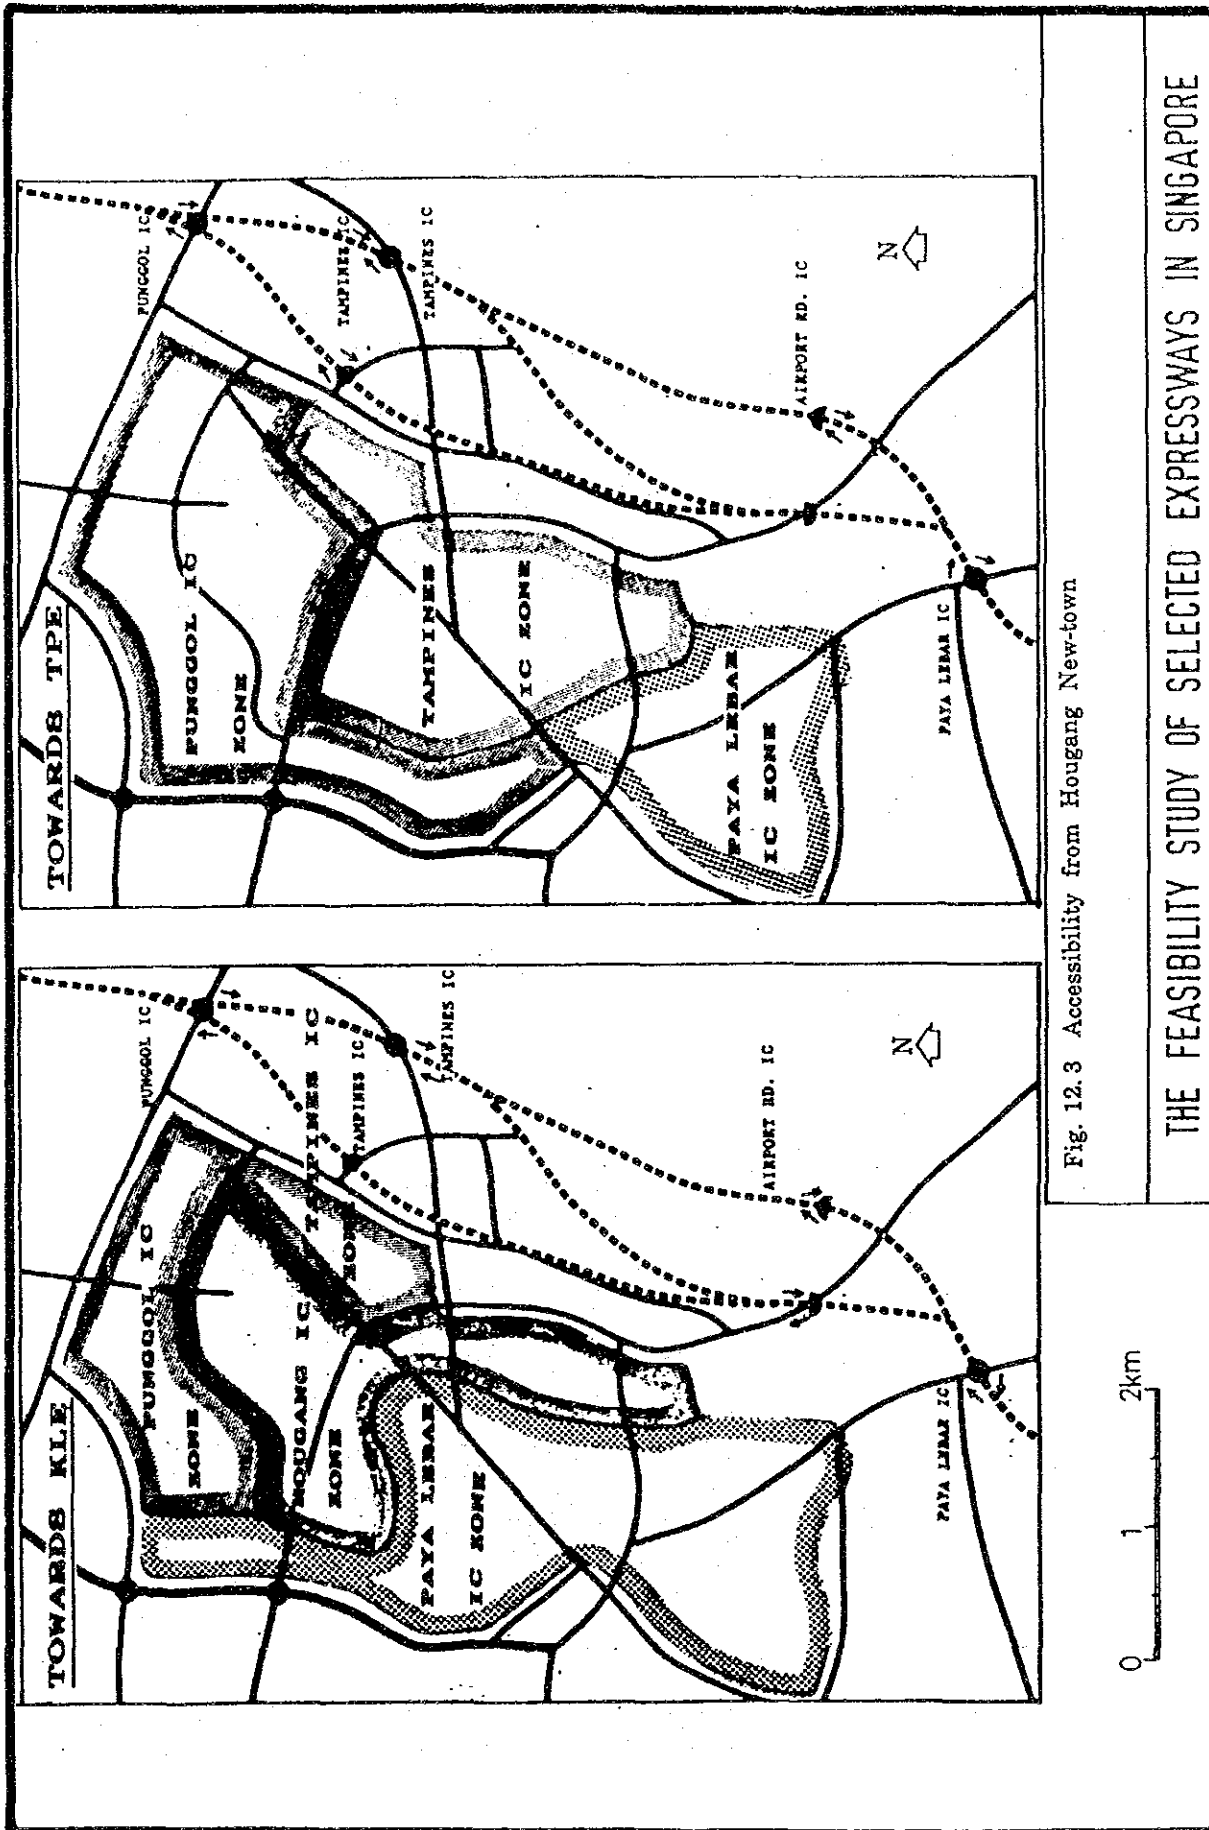 TOWARDS KLE
PUNGGOL IC
PUNGGOL IC
ZONE
TAMPINES IC
ZONE
TAMPINES IC
TAMPINES IC
HOUGANG IC
ZONE
PAYA LEBAR
IC ZONE
AIRPORT RD. IC
PAYA LEBAR IC
N
TOWARDS TPE
PUNGGOL IC
PUNGGOL IC
ZONE
TAMPINES IC
TAMPINES IC
TAMPINES
IC ZONE
PAYA LEBAR
IC ZONE
AIRPORT RD. IC
PAYA LEBAR IC
N
0 1 2km
Fig. 12.3 Accessibility from Hougang New-town
THE FEASIBILITY STUDY OF SELECTED EXPRESSWAYS IN SINGAPORE